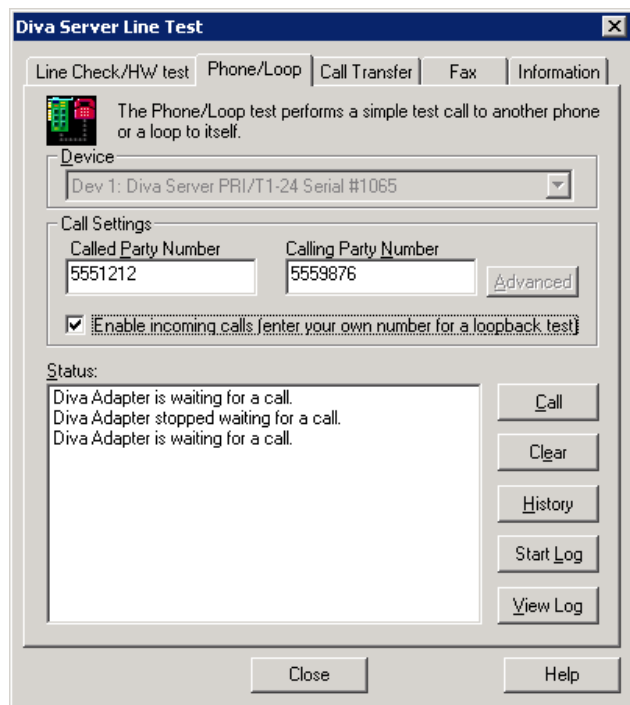 Diva Server Line Test
Line Check/HW test Phone/Loop Call Transfer Fax Information
The Phone/Loop test performs a simple test call to another phone
or a loop to itself.
Device
Dev 1: Diva Server PRI/T1-24 Serial #1065
Call Settings
Called Party Number Calling Party Number
5551212 5559876 Advanced
Enable incoming calls (enter your own number for a loopback test)
Status:
Diva Adapter is waiting for a call.
Diva Adapter stopped waiting for a call.
Diva Adapter is waiting for a call.
Call
Clear
History
Start Log
View Log
Close Help